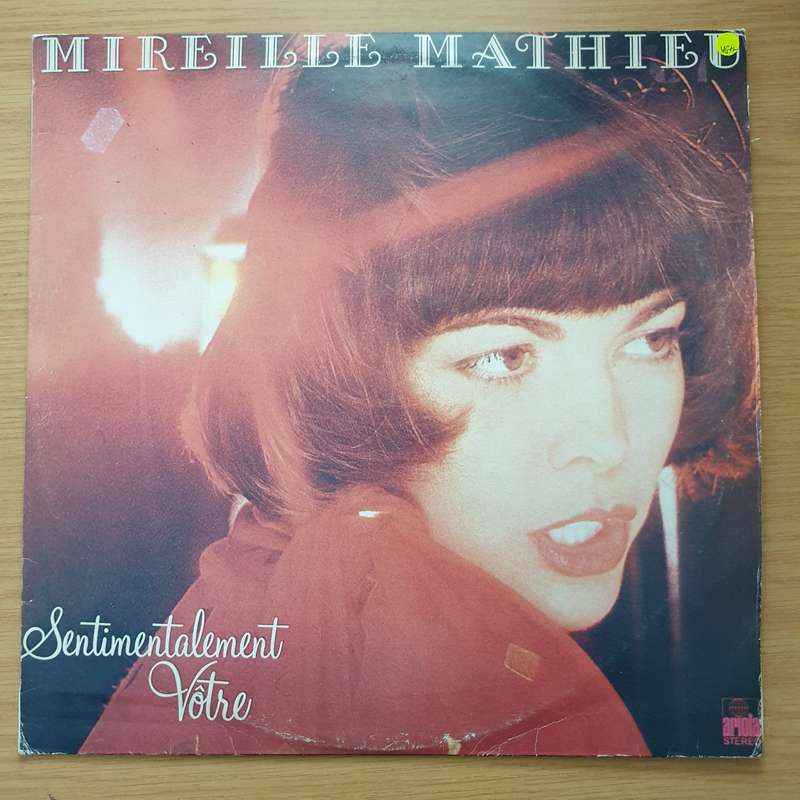 MIREILLE MATHIEU
Sentimentalement
Vôtre
ariola
STEREO